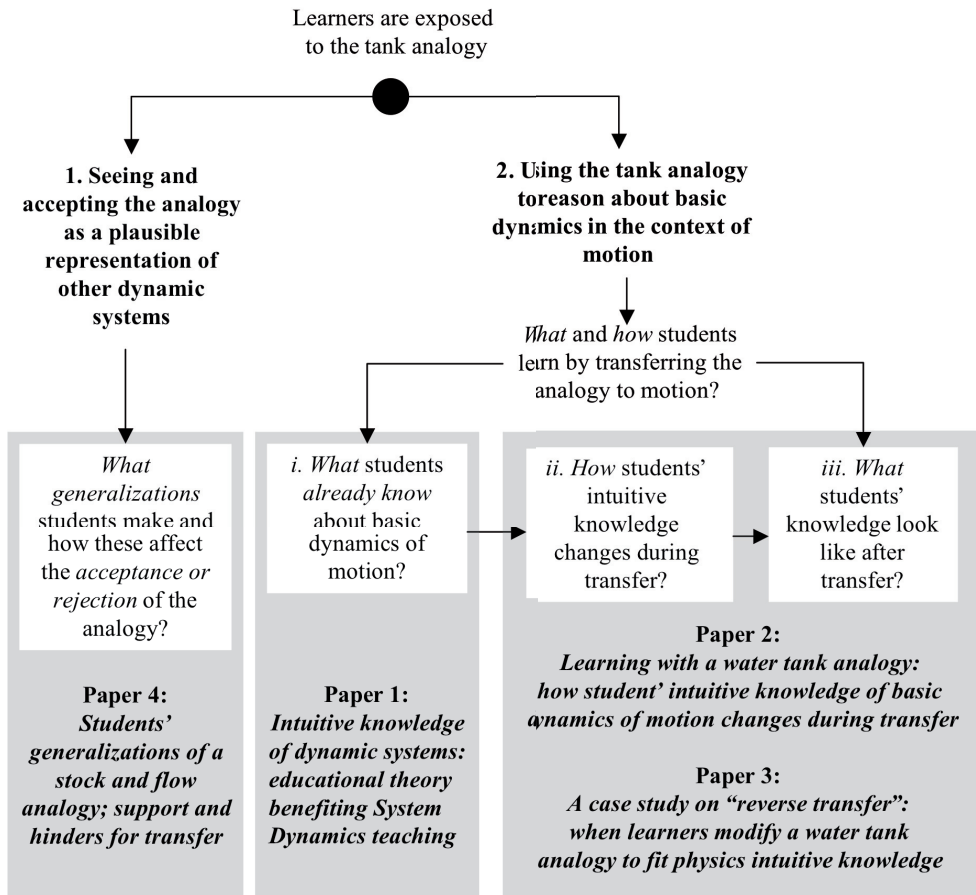 Learners are exposed
to the tank analogy
1. Seeing and
accepting the analogy
as a plausible
representation of
other dynamic
systems
2. Using the tank analogy
toreason about basic
dynamics in the context of
motion
What and how students
learn by transferring the
analogy to motion?
What
generalizations
students make and
how these affect
the acceptance or
rejection of the
analogy?
i. What students
already know
about basic
dynamics of
motion?
ii. How students’
intuitive
knowledge
changes during
transfer?
iii. What
students’
knowledge look
like after
transfer?
Paper 4:
Students’
generalizations of a
stock and flow
analogy; support and
hinders for transfer
Paper 1:
Intuitive knowledge
of dynamic systems:
educational theory
benefiting System
Dynamics teaching
Paper 2:
Learning with a water tank analogy:
how student’ intuitive knowledge of basic
dynamics of motion changes during transfer
Paper 3:
A case study on “reverse transfer”:
when learners modify a water tank
analogy to fit physics intuitive knowledge